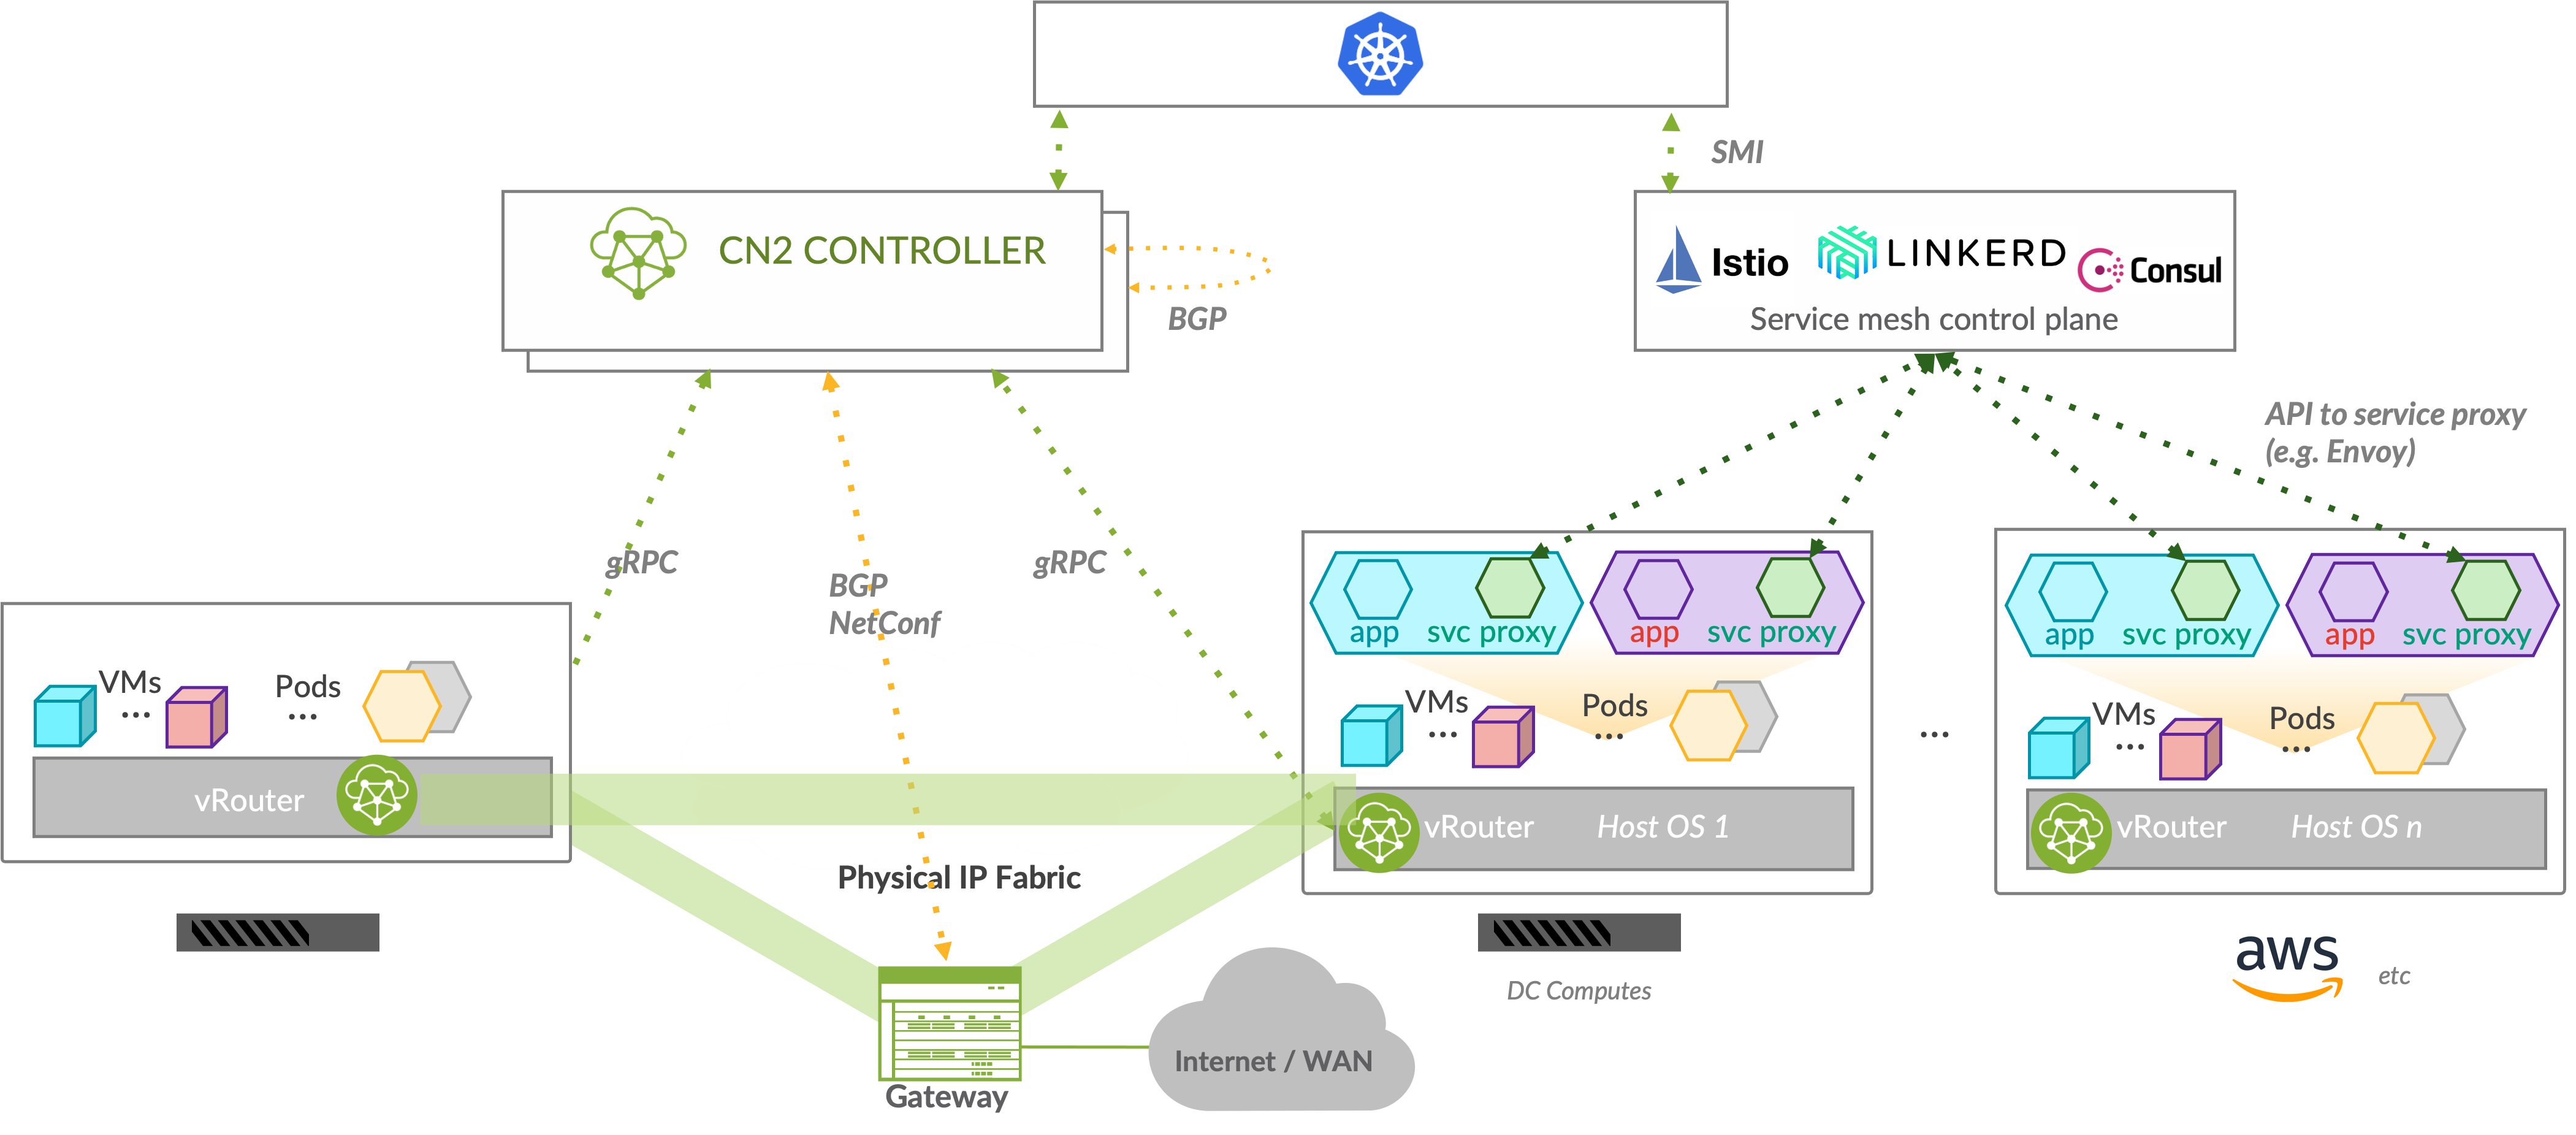 SMI
CN2 CONTROLLER
BGP
Istio
LINKERD
Consul
Service mesh control plane
API to service proxy
(e.g. Envoy)
gRPC
BGP
NetConf
gRPC
VMs
...
Pods
...
vRouter
app
svc proxy
app
svc proxy
VMs
...
Pods
...
vRouter
Host OS 1
...
app
svc proxy
app
svc proxy
VMs
...
Pods
...
vRouter
Host OS n
Physical IP Fabric
Gateway
Internet / WAN
DC Computes
aws
etc